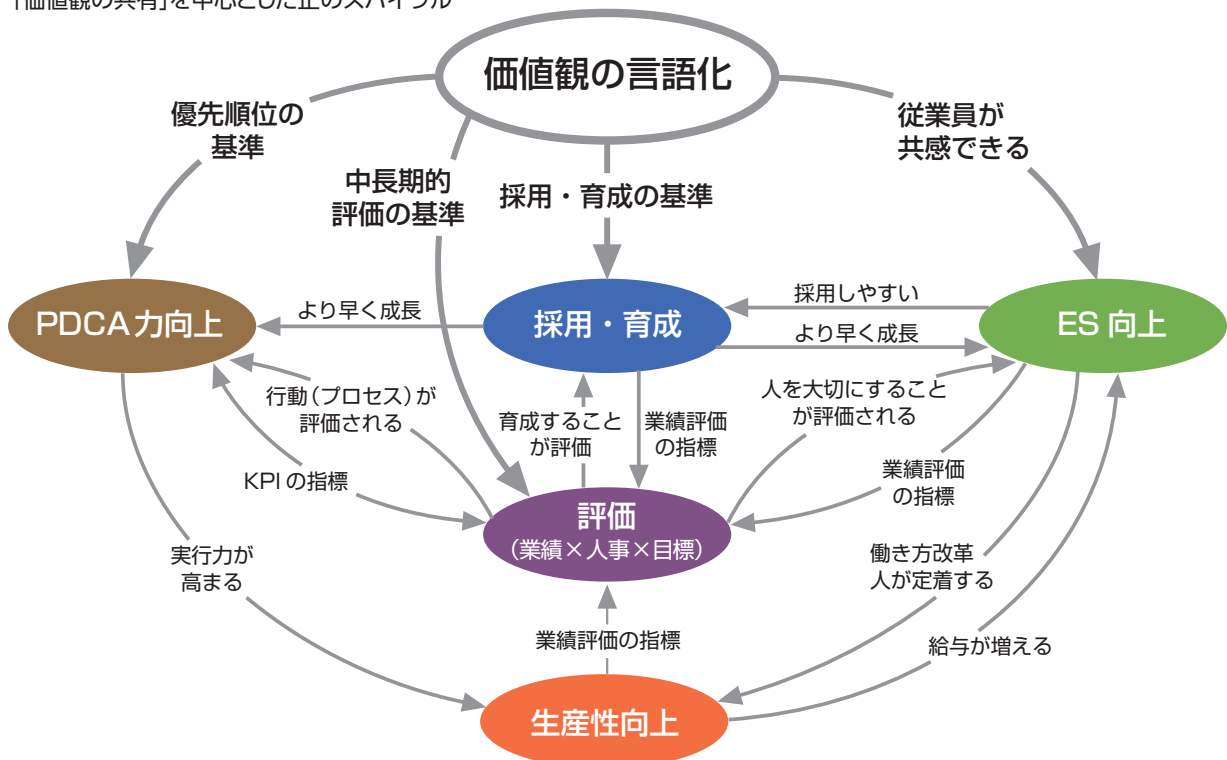 「価値観の共有」を中心とした正のスパイラル
価値観の言語化
優先順位の
基準
従業員が
共感できる
中長期的
評価の基準
採用・育成の基準
PDCA力向上
より早く成長
採用・育成
採用しやすい
より早く成長
ES 向上
行動（プロセス）が
評価される
育成すること
が評価
業績評価
の指標
人を大切にすること
が評価される
KPI の指標
業績評価
の指標
評価
（業績×人事×目標）
実行力が
高まる
働き方改革
人が定着する
業績評価の指標
給与が増える
生産性向上